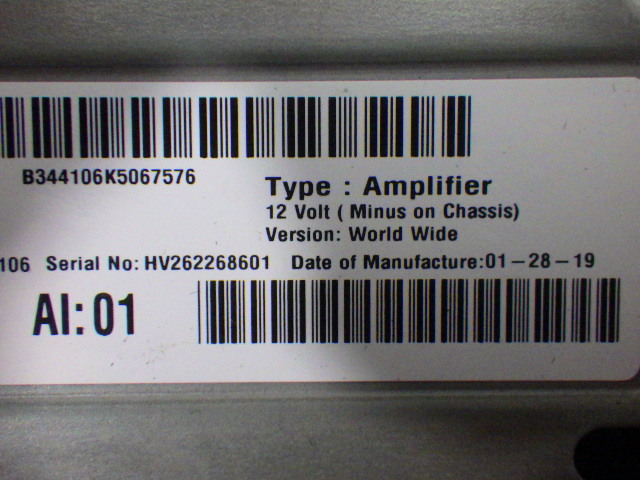 B344106K5067576
Type : Amplifier
12 Volt ( Minus on Chassis)
Version: World Wide
106 Serial No: HV262268601 Date of Manufacture:01-28-19
AI:01